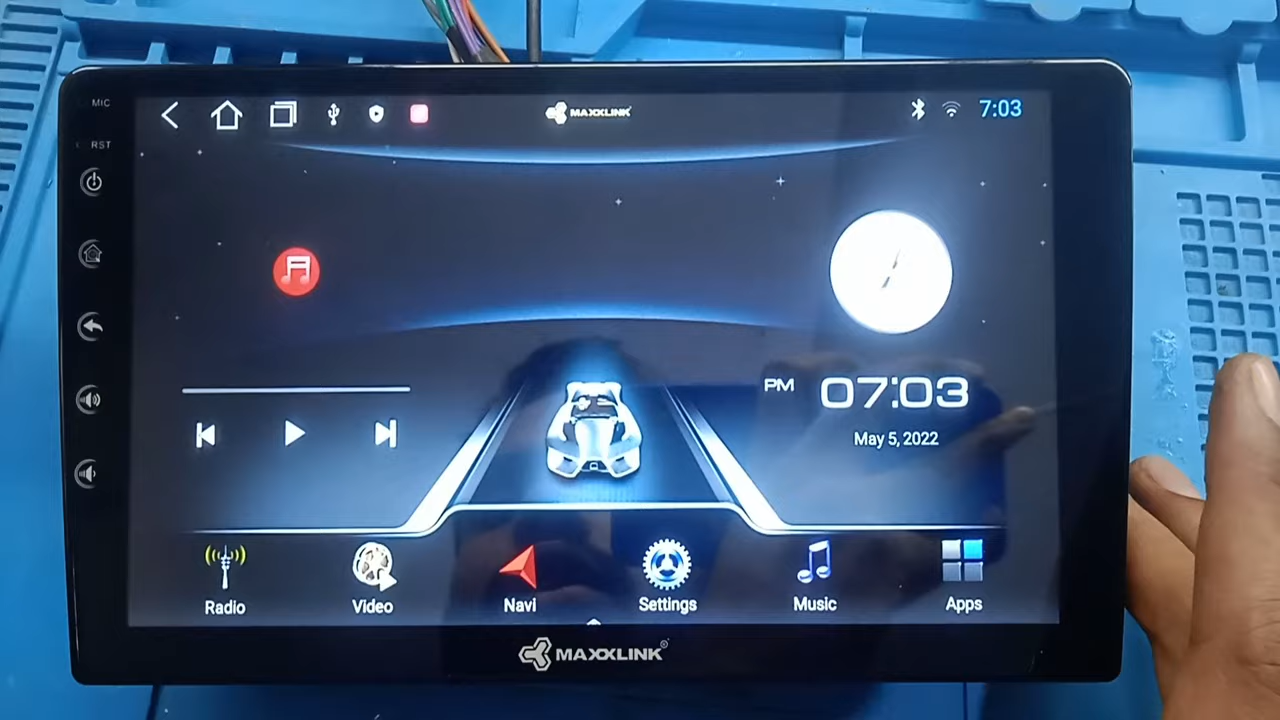 MIC
RST
MAXXLINK
7:03
PM 07:03
May 5, 2022
Radio
Video
Navi
Settings
Music
Apps
MAXXLINK